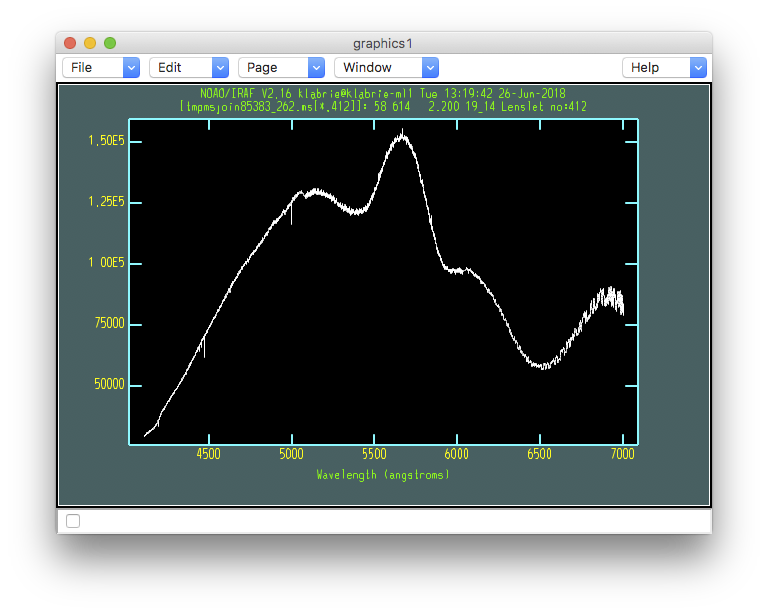 graphics1
File Edit Page Window Help
NOAO/IRAF V2.16 klabrie@klabrie-ml1 Tue 13:19:42 26-Jun-2018
[tmpmsjoin85383_262.ms[*,412]]: 58 614 2.200 19_14 Lenslet no:412
1.50E5
1.25E5
1.00E5
75000
50000
4500 5000 5500 6000 6500 7000
Wavelength (angstroms)